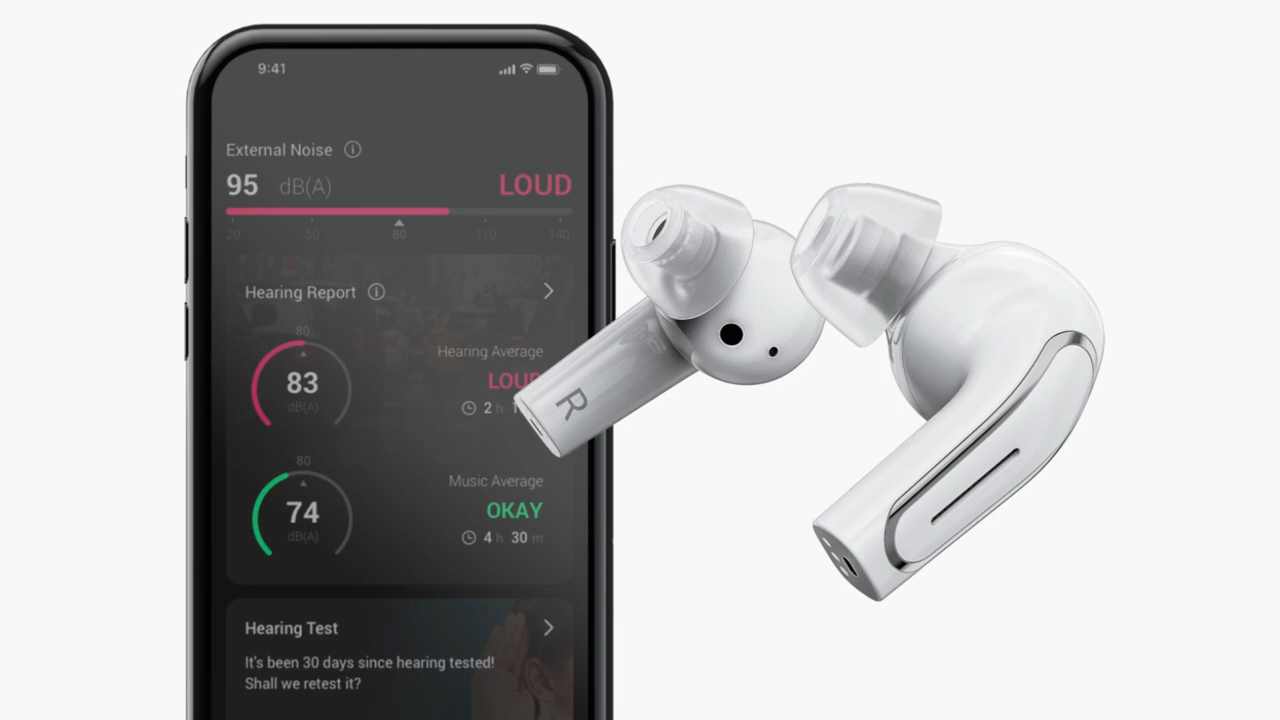 9:41
External Noise
95 dB(A) LOUD
20 50 80 110 140
Hearing Report
80
83
dB(A)
Hearing Average
2 h
80
74
dB(A)
Music Average
OKAY
4 h 30 m
Hearing Test
It's been 30 days since hearing tested!
Shall we retest it?
R